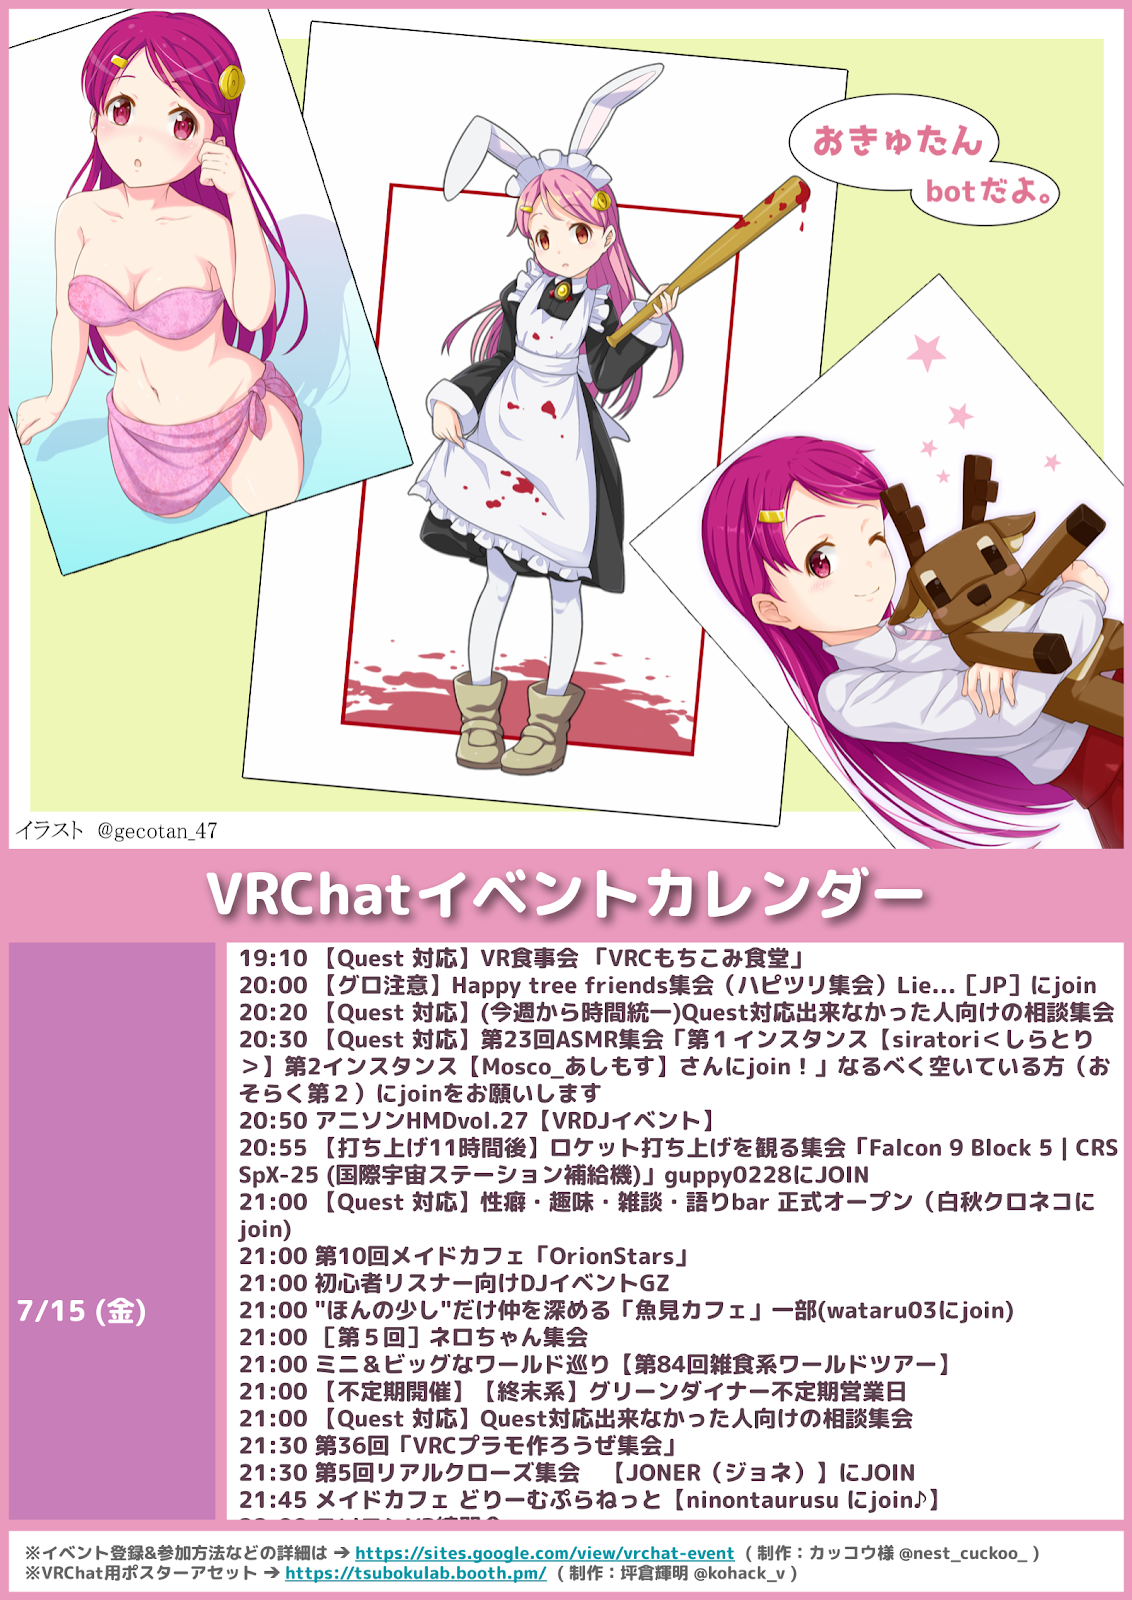 おきゅたん
botだよ。
イラスト @gecotan_47
VRChatイベントカレンダー
7/15 (金)
19:10 【Quest 対応】VR食事会 「VRCもちこみ食堂」
20:00 【グロ注意】Happy tree friends集会（ハピツリ集会）Lie...［JP］にjoin
20:20 【Quest 対応】(今週から時間統一)Quest対応出来なかった人向けの相談集会
20:30 【Quest 対応】第23回ASMR集会「第１インスタンス【siratori＜しらとり
＞】第2インスタンス【Mosco_あしもす】さんにjoin！」なるべく空いている方（お
そらく第２）にjoinをお願いします
20:50 アニソンHMDvol.27【VRDJイベント】
20:55 【打ち上げ11時間後】ロケット打ち上げを観る集会「Falcon 9 Block 5 | CRS
SpX-25 (国際宇宙ステーション補給機)」guppy0228にJOIN
21:00 【Quest 対応】性癖・趣味・雑談・語りbar 正式オープン（白秋クロネコに
join)
21:00 第10回メイドカフェ「OrionStars」
21:00 初心者リスナー向けDJイベントGZ
21:00 "ほんの少し"だけ仲を深める「魚見カフェ」一部(wataru03にjoin)
21:00 ［第５回］ネロちゃん集会
21:00 ミニ＆ビッグなワールド巡り【第84回雑食系ワールドツアー】
21:00 【不定期開催】【終末系】グリーンダイナー不定期営業日
21:00 【Quest 対応】Quest対応出来なかった人向けの相談集会
21:30 第36回「VRCプラモ作ろうぜ集会」
21:30 第5回リアルクローズ集会　【JONER（ジョネ）】にJOIN
21:45 メイドカフェ どりーむぷらねっと【ninontaurusu にjoin♪】
※イベント登録&参加方法などの詳細は ➔ https://sites.google.com/view/vrchat-event （ 制作：カッコウ様 @nest_cuckoo_ ）
※VRChat用ポスターアセット ➔ https://tsubokulab.booth.pm/ （ 制作：坪倉輝明 @kohack_v ）